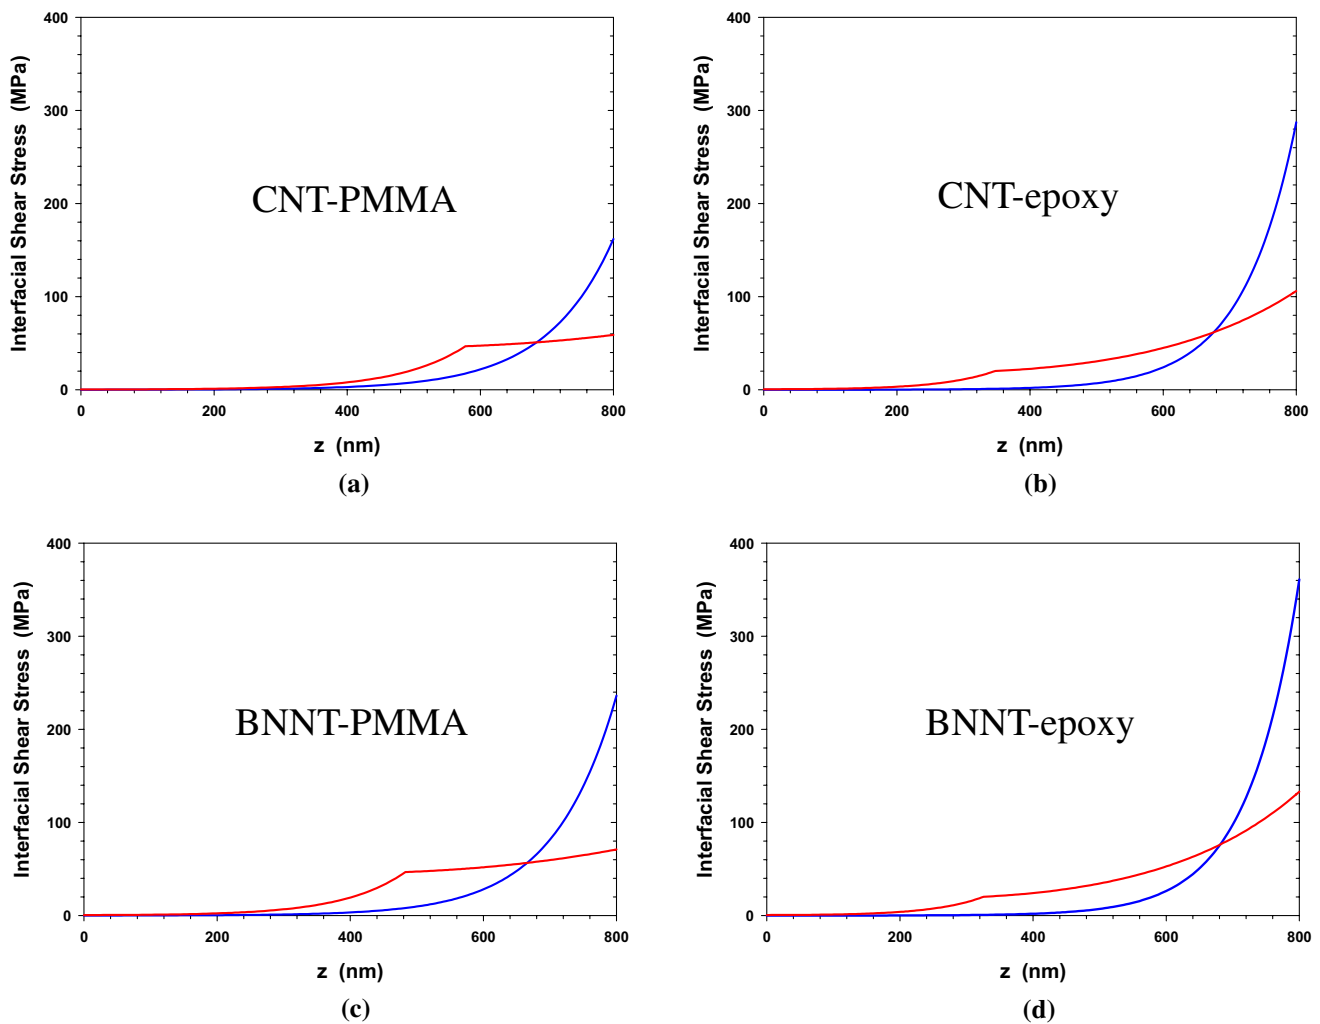 400
300
200
100
0
Interfacial Shear Stress (MPa)
CNT-PMMA
0 200 400 600 800
z (nm)
(a)
400
300
200
100
0
Interfacial Shear Stress (MPa)
CNT-epoxy
0 200 400 600 800
z (nm)
(b)
400
300
200
100
0
Interfacial Shear Stress (MPa)
BNNT-PMMA
0 200 400 600 800
z (nm)
(c)
400
300
200
100
0
Interfacial Shear Stress (MPa)
BNNT-epoxy
0 200 400 600 800
z (nm)
(d)